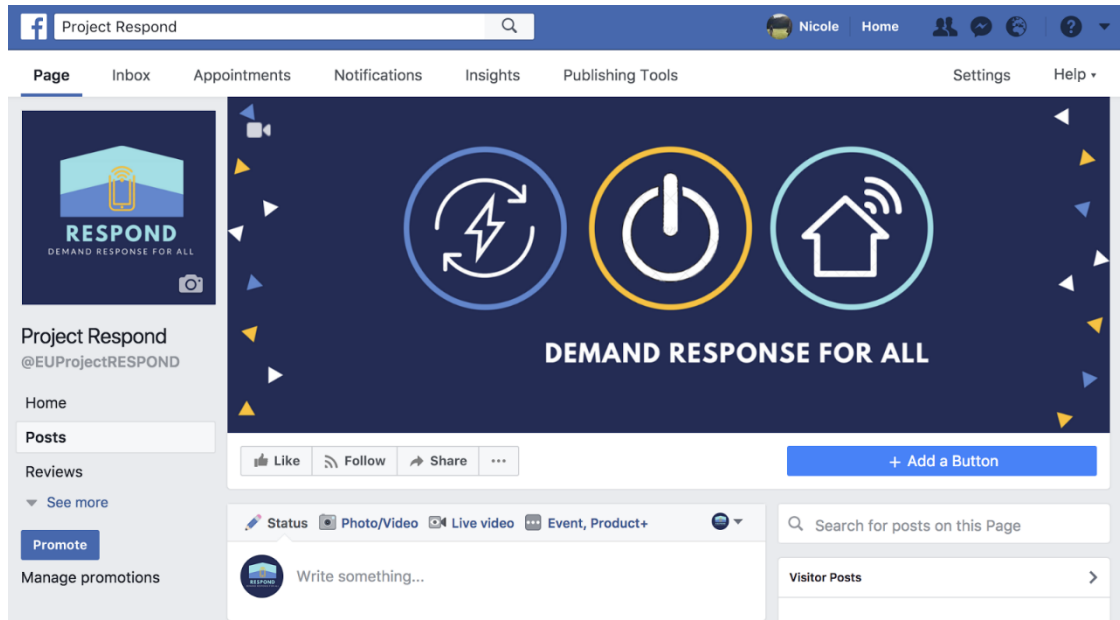 f Project Respond Nicole Home ?
Page Inbox Appointments Notifications Insights Publishing Tools Settings Help
RESPOND
DEMAND RESPONSE FOR ALL
DEMAND RESPONSE FOR ALL
Project Respond
@EUProjectRESPOND
Home
Posts
Reviews
See more
Promote
Manage promotions
Like Follow Share ...
+ Add a Button
Status Photo/Video Live video Event, Product+
Search for posts on this Page
RESPOND
Write something...
Visitor Posts